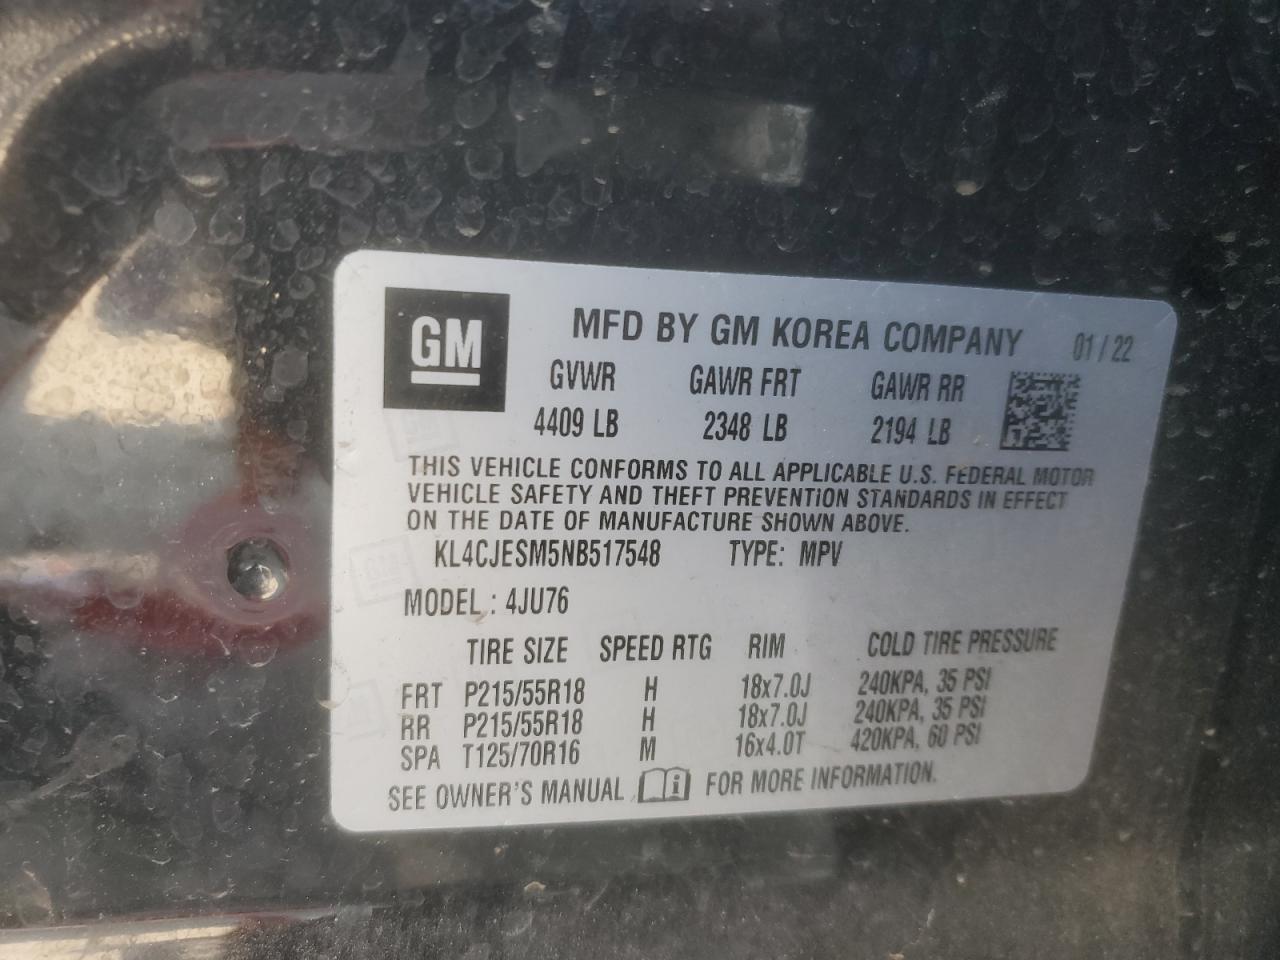 GM
MFD BY GM KOREA COMPANY 01 / 22
GVWR GAWR FRT GAWR RR
4409 LB 2348 LB 2194 LB
THIS VEHICLE CONFORMS TO ALL APPLICABLE U.S. FEDERAL MOTOR
VEHICLE SAFETY AND THEFT PREVENTION STANDARDS IN EFFECT
ON THE DATE OF MANUFACTURE SHOWN ABOVE.
KL4CJESM5NB517548 TYPE: MPV
MODEL : 4JU76
TIRE SIZE SPEED RTG RIM COLD TIRE PRESSURE
FRT P215/55R18 H 18x7.0J 240KPA, 35 PSI
RR P215/55R18 H 18x7.0J 240KPA, 35 PSI
SPA T125/70R16 M 16x4.0T 420KPA, 60 PSI
SEE OWNER'S MANUAL i FOR MORE INFORMATION.